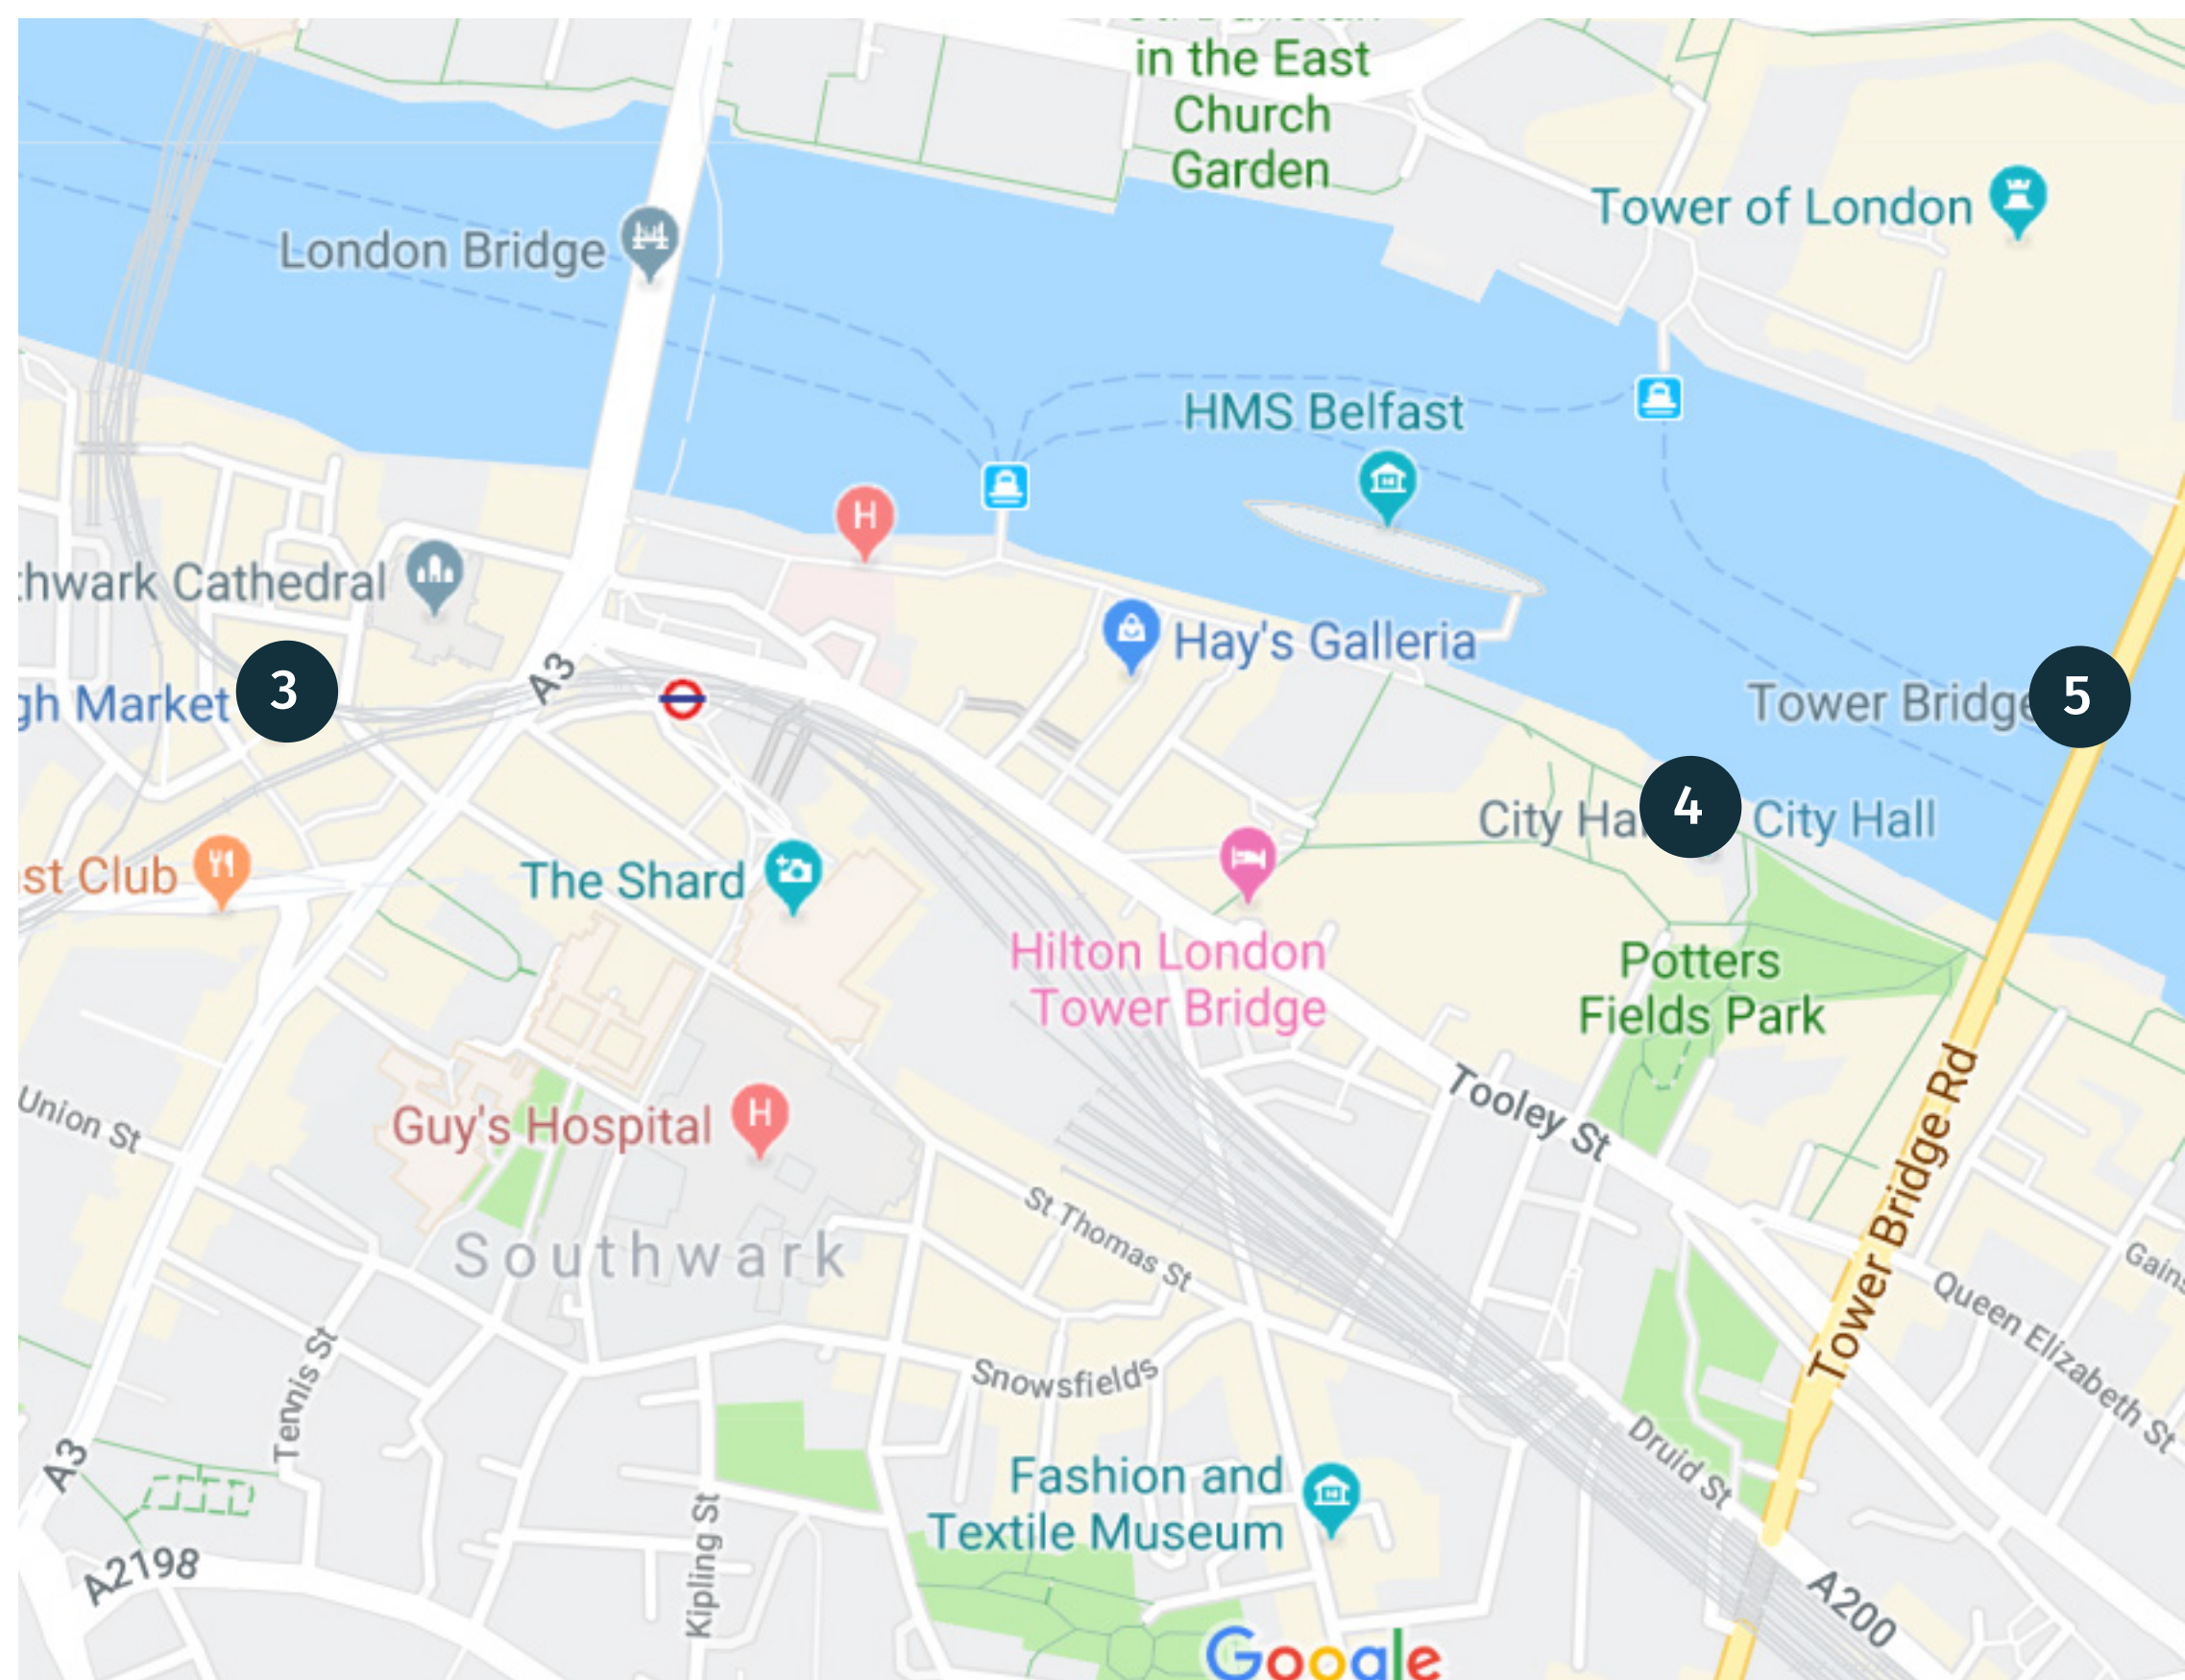 in the East
Church
Garden
Tower of London
London Bridge
HMS Belfast
H
thwark Cathedral
Hay's Galleria
A3
gh Market
3
Tower Bridge
5
City Ha
4
City Hall
st Club
The Shard
Hilton London
Tower Bridge
Potters
Fields Park
Tooley St
Tower Bridge Rd
Union St
Guy's Hospital
H
St Thomas St
Southwark
Gains
Queen Elizabeth St
Tennis St
Snowsfields
Druid St
A3
Fashion and
Textile Museum
Kipling St
A2198
A200
Google